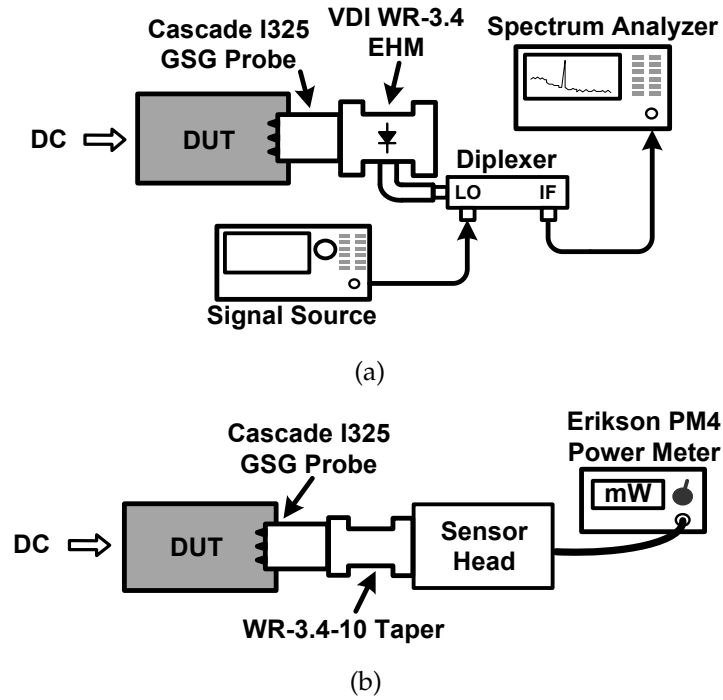 Cascade I325
GSG Probe
VDI WR-3.4
EHM
Spectrum Analyzer
DC
DUT
Diplexer
LO
IF
Signal Source
(a)
Cascade I325
GSG Probe
Erikson PM4
Power Meter
mW
DC
DUT
Sensor
Head
WR-3.4-10 Taper
(b)